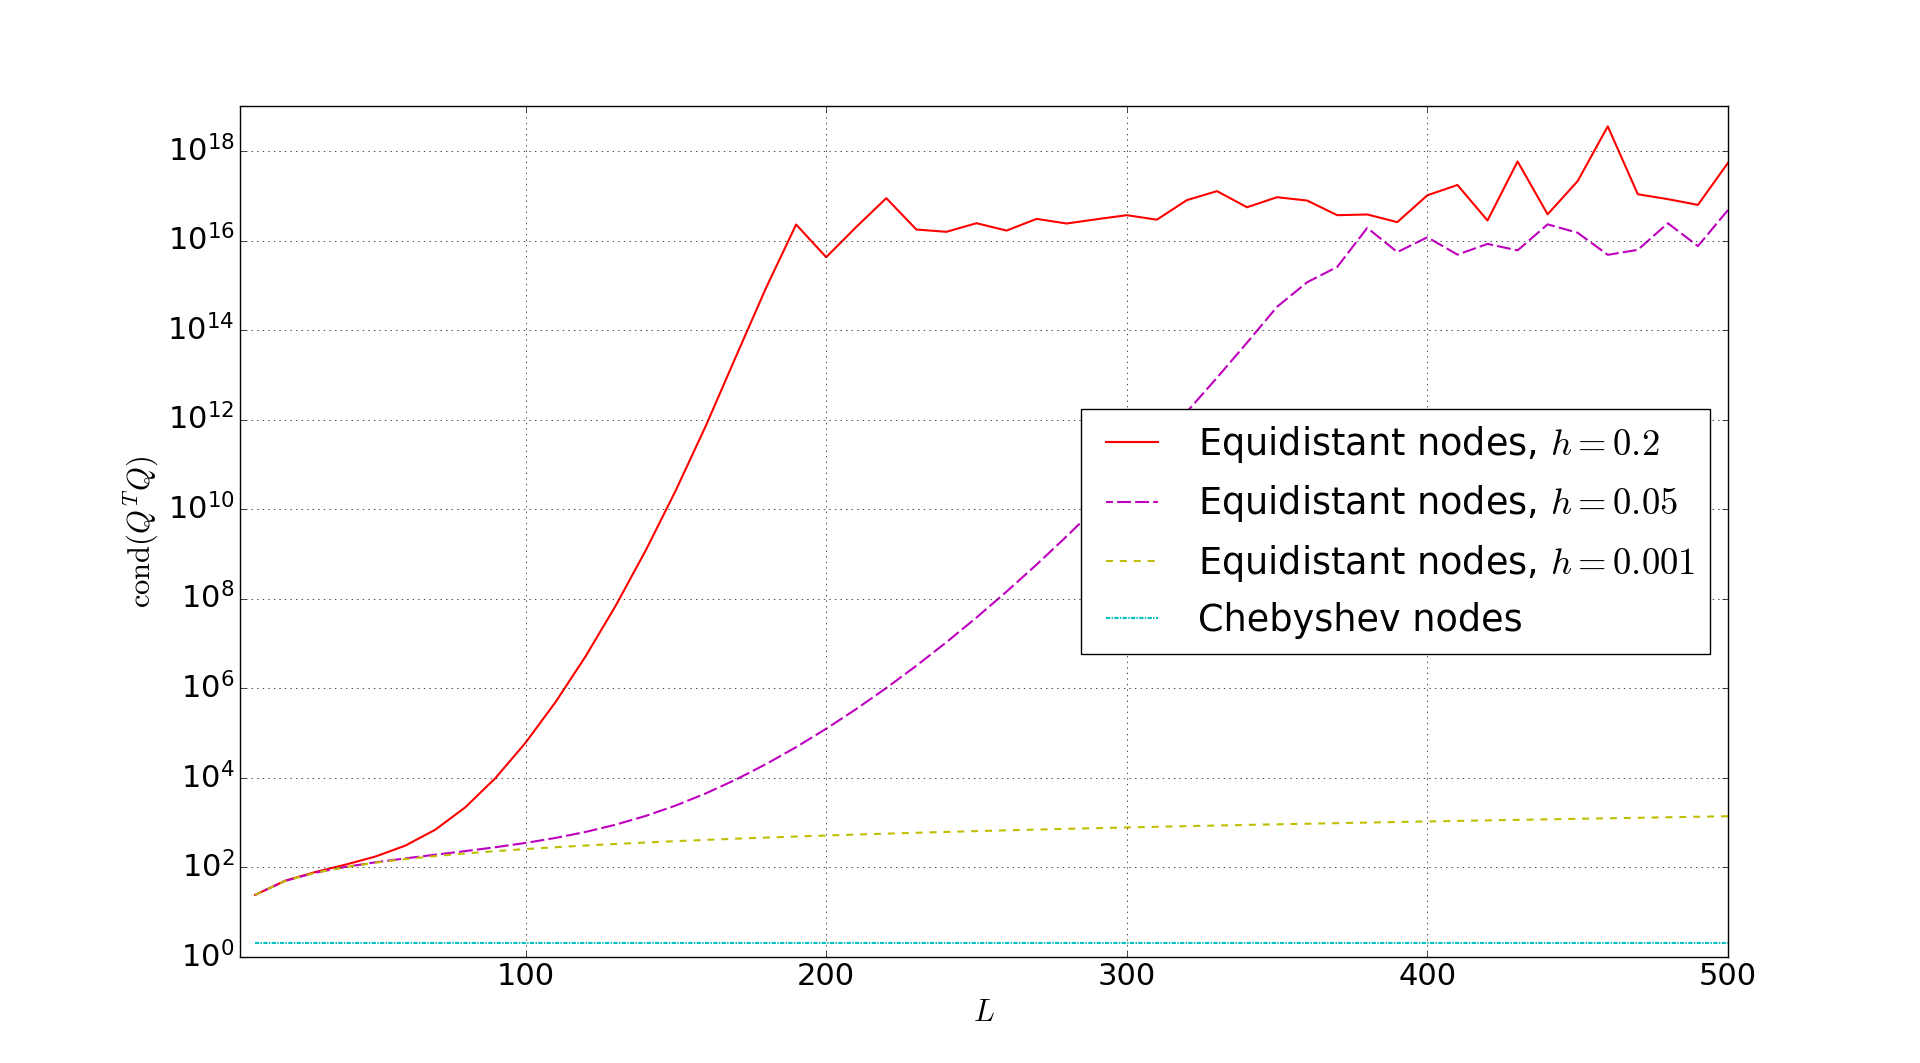 10^18
10^16
10^14
10^12
10^10
10^8
10^6
10^4
10^2
10^0
cond(Q^T Q)
Equidistant nodes, h = 0.2
Equidistant nodes, h = 0.05
Equidistant nodes, h = 0.001
Chebyshev nodes
100 200 300 400 500
L